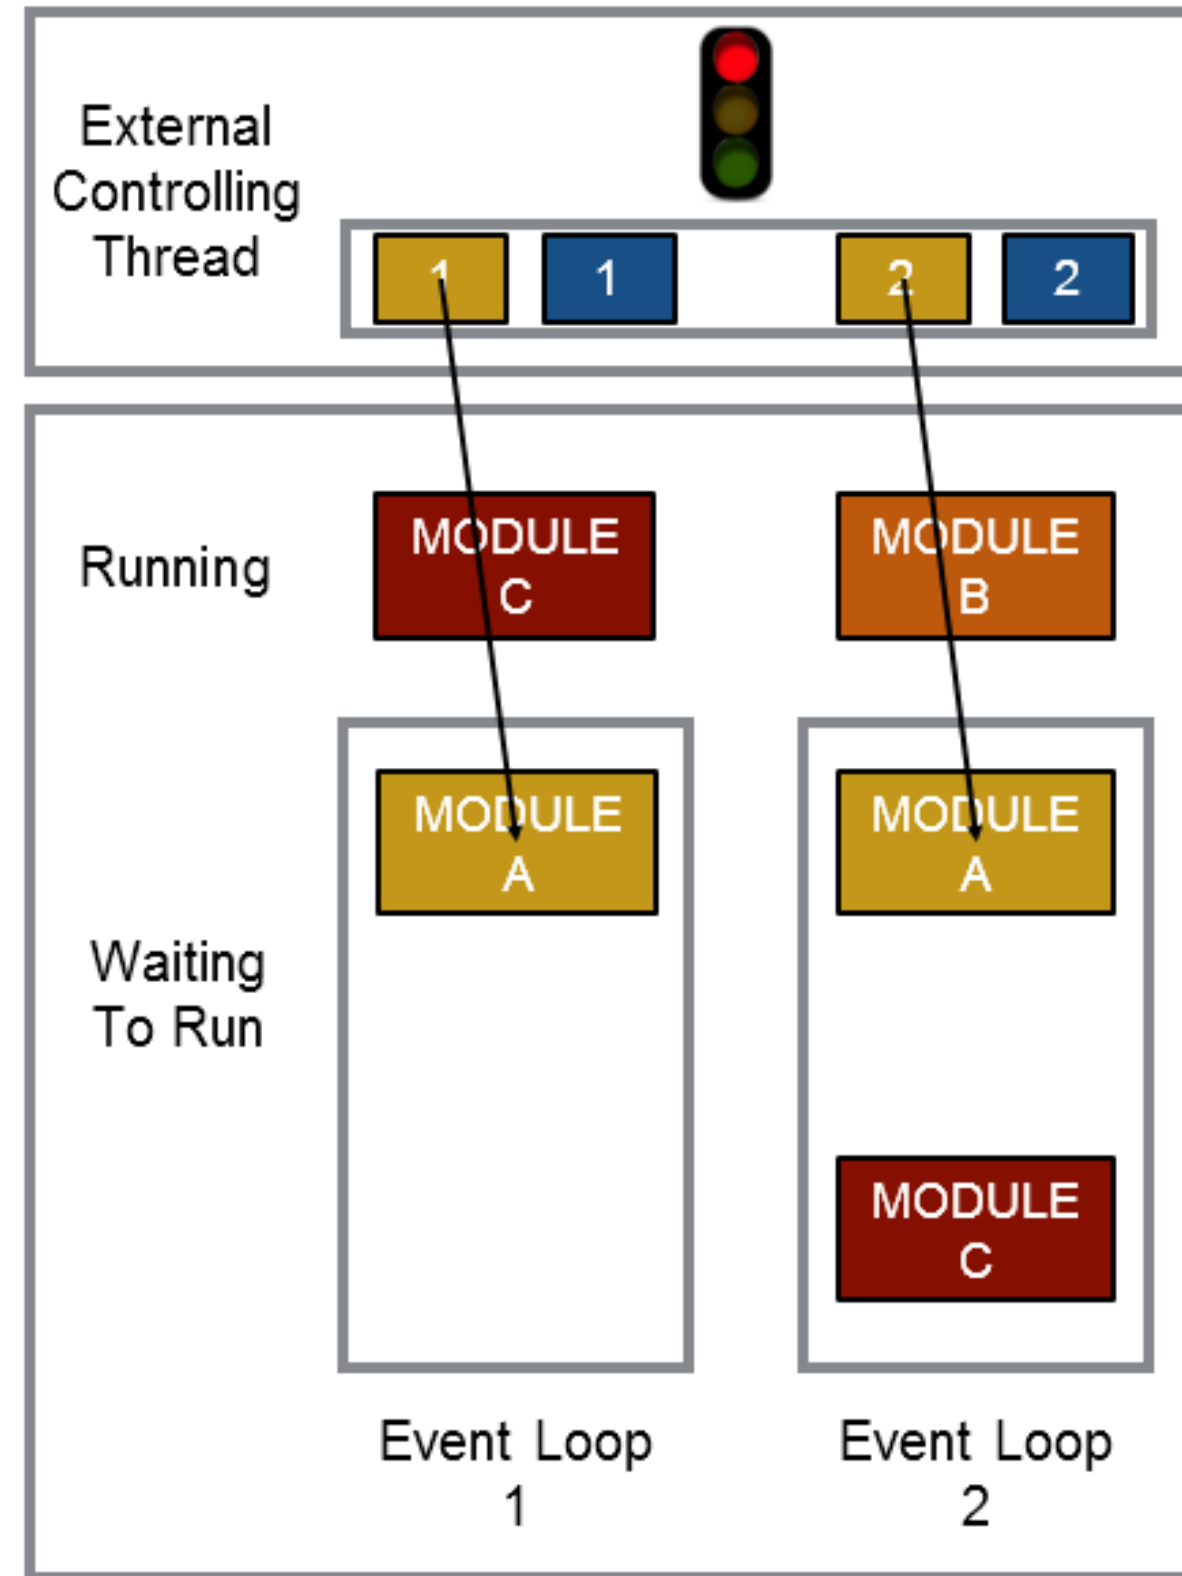 External
Controlling
Thread
1
1
2
2
Running
MODULE
C
MODULE
B
Waiting
To Run
MODULE
A
MODULE
A
MODULE
C
Event Loop
1
Event Loop
2